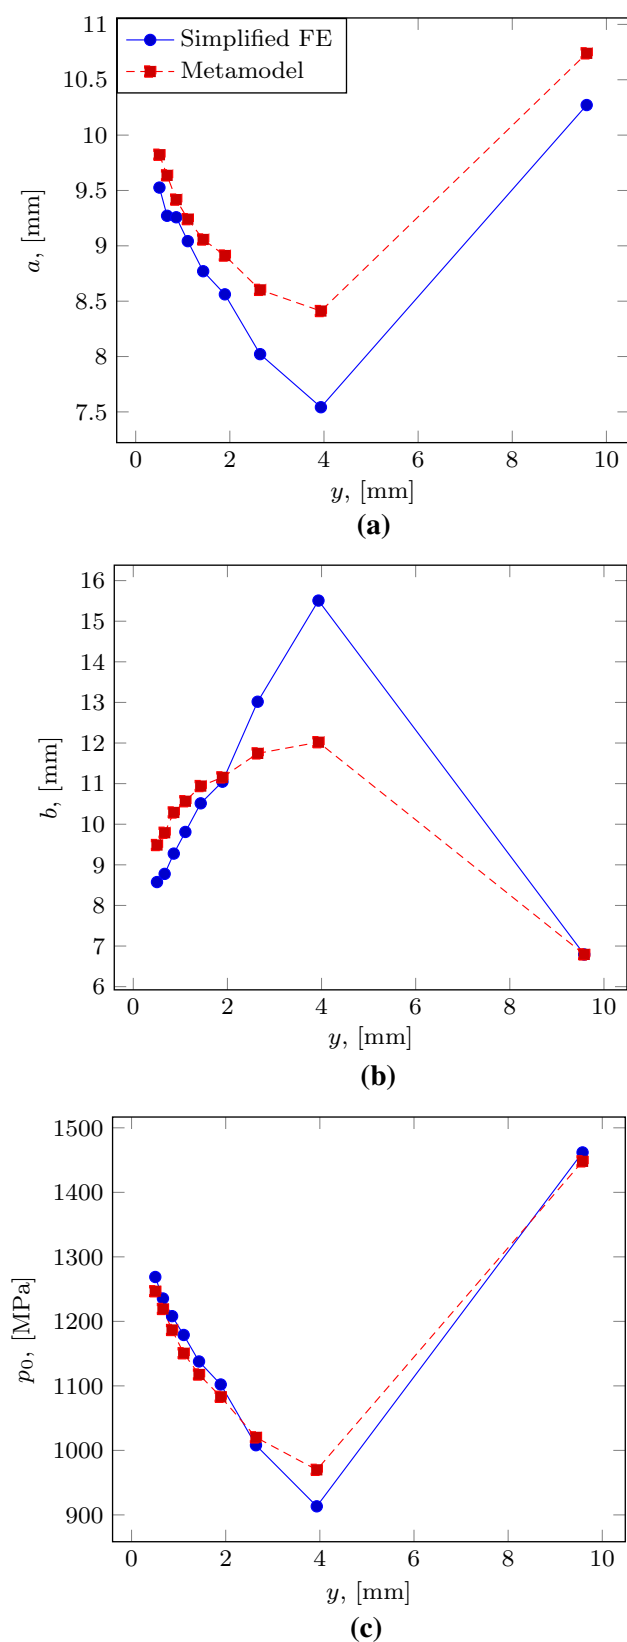 11
10.5
10
9.5
9
8.5
8
7.5
a, [mm]
Simplified FE
Metamodel
0 2 4 6 8 10
y, [mm]
(a)
16
15
14
13
12
11
10
9
8
7
6
b, [mm]
0 2 4 6 8 10
y, [mm]
(b)
1500
1400
1300
1200
1100
1000
900
p₀, [MPa]
0 2 4 6 8 10
y, [mm]
(c)